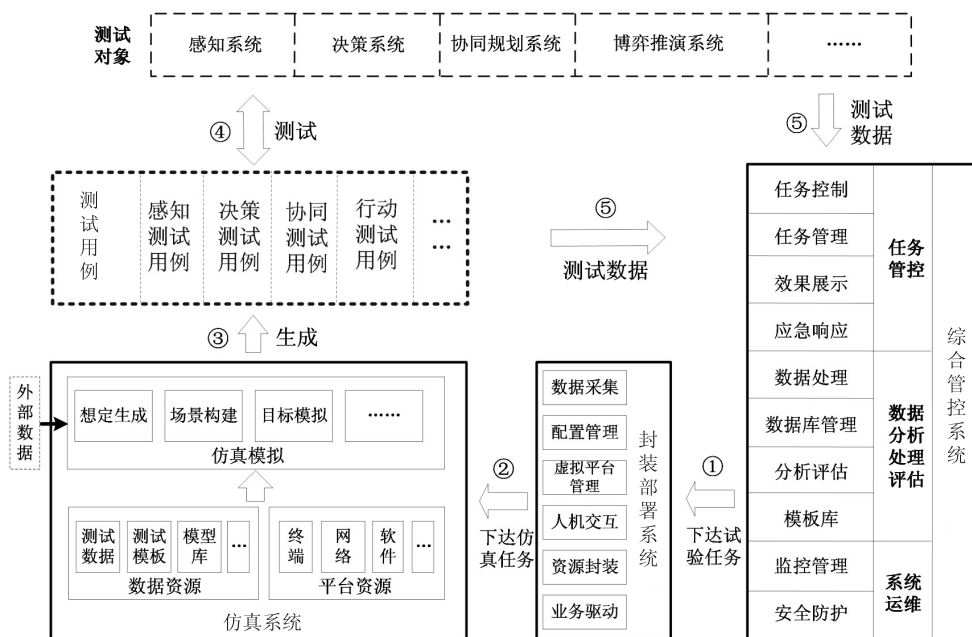 测试
对象
感知系统
决策系统
协同规划系统
博弈推演系统
······
④
测试
⑤
测试
数据
测试用例
感知
测试
用例
决策
测试
用例
协同
测试
用例
行动
测试
用例
...
...
⑤
测试数据
③
生成
外部数据
想定生成
场景构建
目标模拟
······
仿真模拟
测试
数据
测试
模板
模型
库
...
数据资源
终端
网络
软件
...
平台资源
仿真系统
②
下达仿
真任务
数据采集
配置管理
虚拟平台
管理
人机交互
资源封装
业务驱动
封装部署系统
①
下达试
验任务
任务控制
任务管理
效果展示
应急响应
任务
管控
数据处理
数据库管理
分析评估
模板库
数据
分析
处理
评估
监控管理
安全防护
系统
运维
综合管控系统